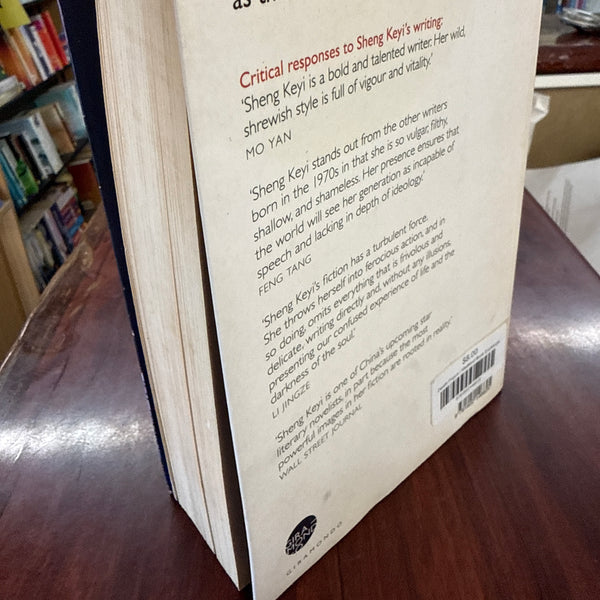 as th
Critical responses to Sheng Keyi's writing:
'Sheng Keyi is a bold and talented writer. Her wild,
shrewish style is full of vigour and vitality.'
MO YAN
'Sheng Keyi stands out from the other writers
born in the 1970s in that she is so vulgar, filthy,
shallow, and shameless. Her presence ensures that
the world will see her generation as incapable of
speech and lacking in depth of ideology.'
FENG TANG
'Sheng Keyi's fiction has a turbulent force.
She throws herself into ferocious action, and in
so doing, omits everything that is frivolous and
delicate, writing directly and, without any illusions,
presenting our confused experience of life and the
darkness of the soul.'
LI JINGZE
'Sheng Keyi is one of China's upcoming star
literary novelists, in part because the most
powerful images in her fiction are rooted in reality.'
WALL STREET JOURNAL
$8.00
GIRA
MONDO
GIRAMONDO